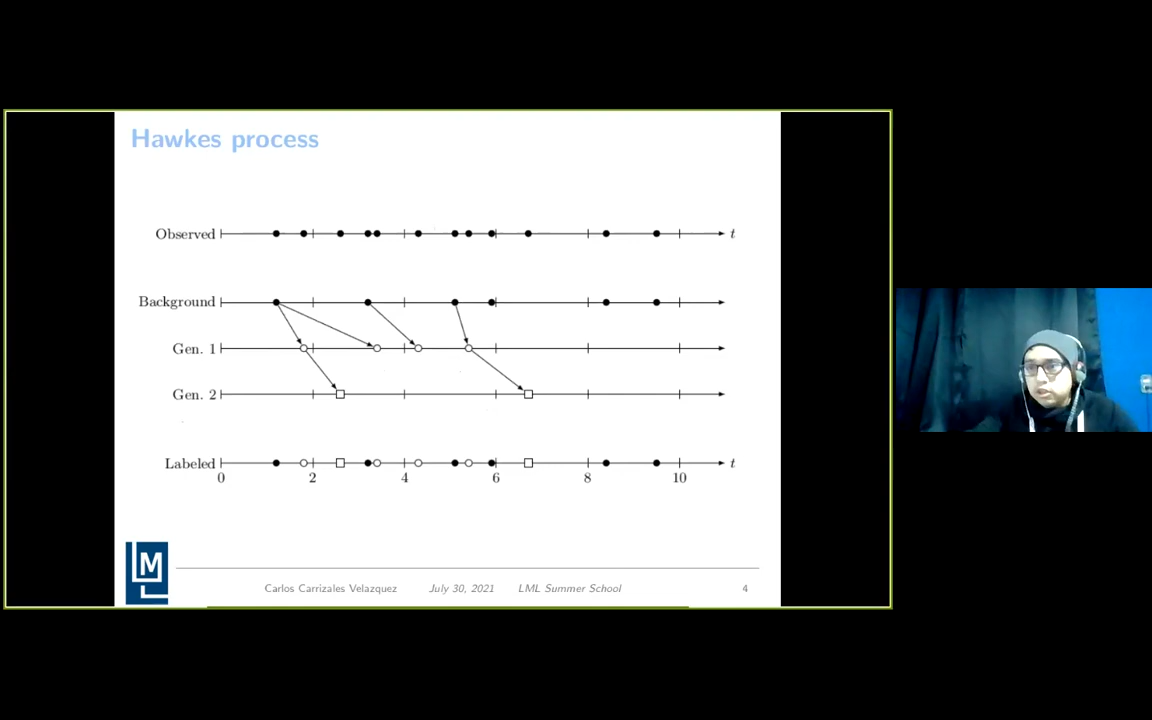 Hawkes process
Observed t
Background
Gen. 1
Gen. 2
Labeled t
0 2 4 6 8 10
LM L
Carlos Carrizales Velazquez July 30, 2021 LML Summer School 4